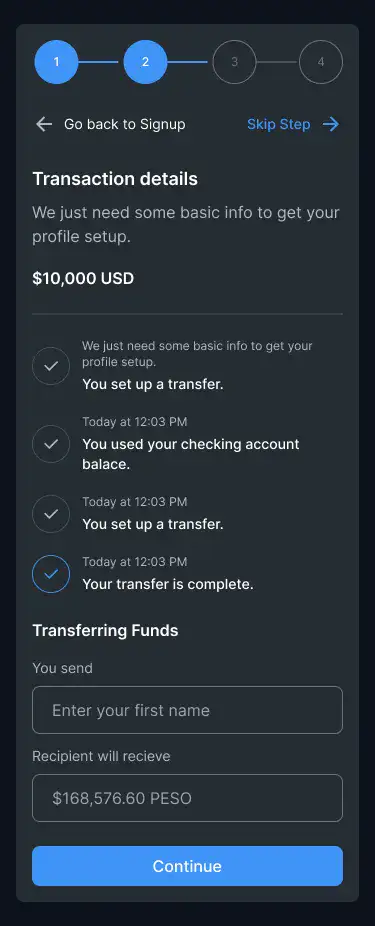 1 2 3 4
Go back to Signup Skip Step
Transaction details
We just need some basic info to get your
profile setup.
$10,000 USD
We just need some basic info to get your
profile setup.
You set up a transfer.
Today at 12:03 PM
You used your checking account
balace.
Today at 12:03 PM
You set up a transfer.
Today at 12:03 PM
Your transfer is complete.
Transferring Funds
You send
Enter your first name
Recipient will recieve
$168,576.60 PESO
Continue